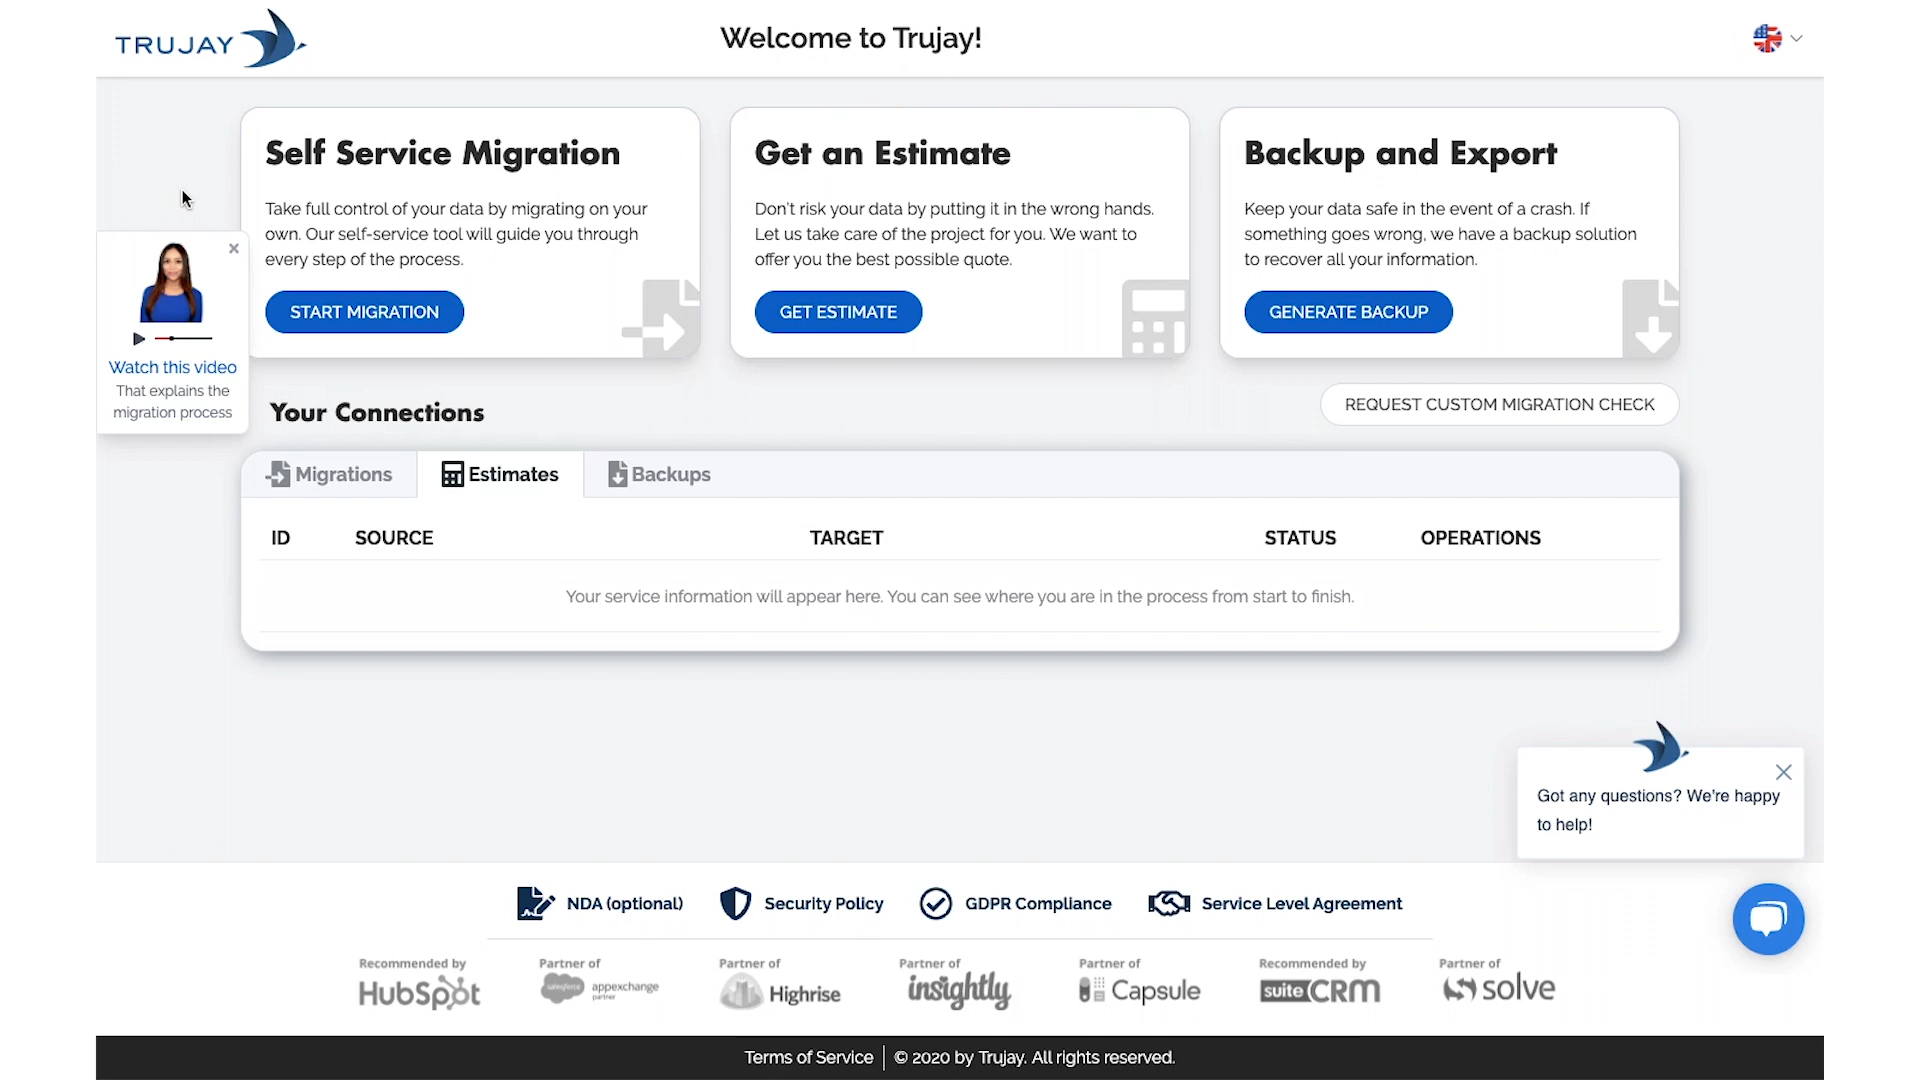 TRUJAY
Welcome to Trujay!
Self Service Migration
Take full control of your data by migrating on your
own. Our self-service tool will guide you through
every step of the process.
START MIGRATION
Get an Estimate
Don't risk your data by putting it in the wrong hands.
Let us take care of the project for you. We want to
offer you the best possible quote.
GET ESTIMATE
Backup and Export
Keep your data safe in the event of a crash. If
something goes wrong, we have a backup solution
to recover all your information.
GENERATE BACKUP
Watch this video
That explains the
migration process
Your Connections
REQUEST CUSTOM MIGRATION CHECK
Migrations
Estimates
Backups
ID SOURCE TARGET STATUS OPERATIONS
Your service information will appear here. You can see where you are in the process from start to finish.
Got any questions? We're happy
to help!
NDA (optional)
Security Policy
GDPR Compliance
Service Level Agreement
Recommended by
HubSpot
Partner of
salesforce appexchange
partner
Partner of
Highrise
Partner of
insightly
Partner of
Capsule
Recommended by
suiteCRM
Partner of
solve
Terms of Service | © 2020 by Trujay. All rights reserved.